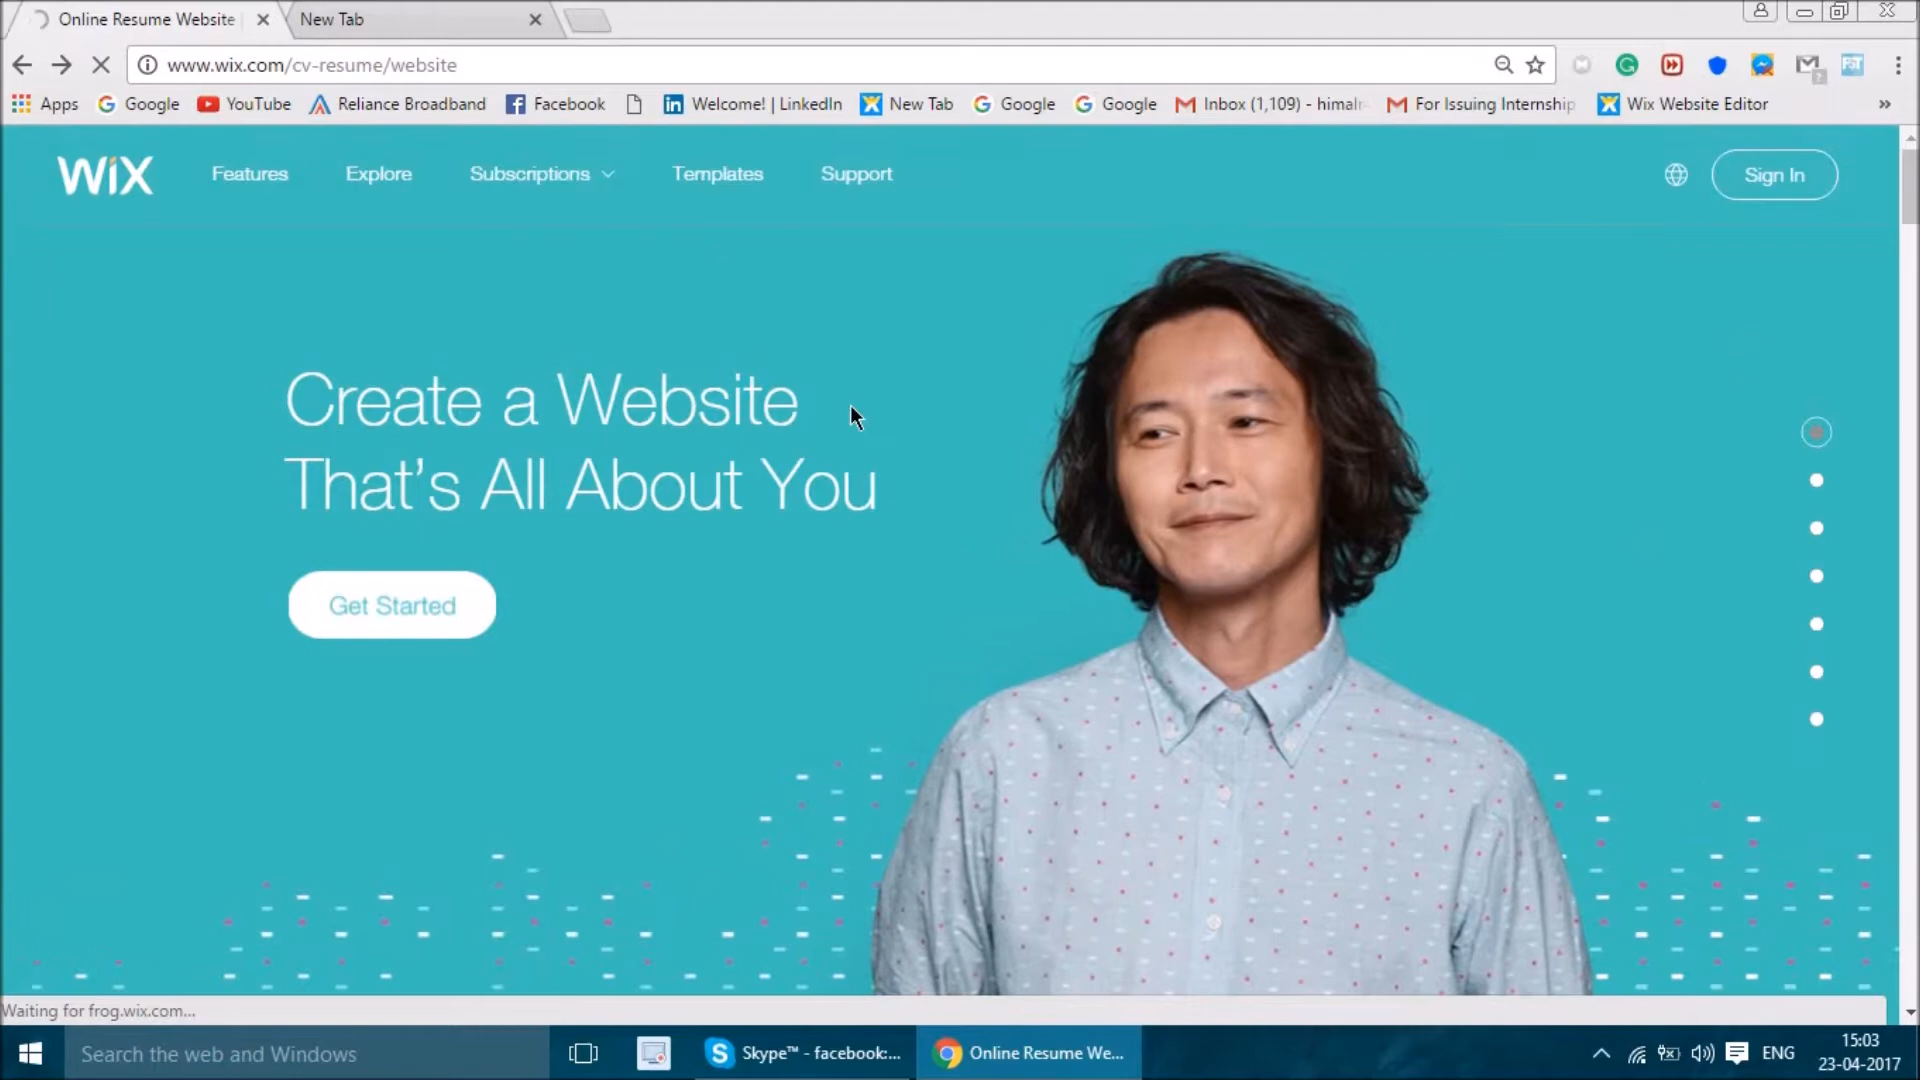 Online Resume Website
New Tab
www.wix.com/cv-resume/website
Apps Google YouTube Reliance Broadband Facebook Welcome! | LinkedIn New Tab Google Google Inbox (1,109) - himalr For Issuing Internship Wix Website Editor »
WiX Features Explore Subscriptions Templates Support Sign In
Create a Website
That's All About You
Get Started
Waiting for frog.wix.com...
Search the web and Windows
Skype™ - facebook:...
Online Resume We...
ENG
15:03
23-04-2017